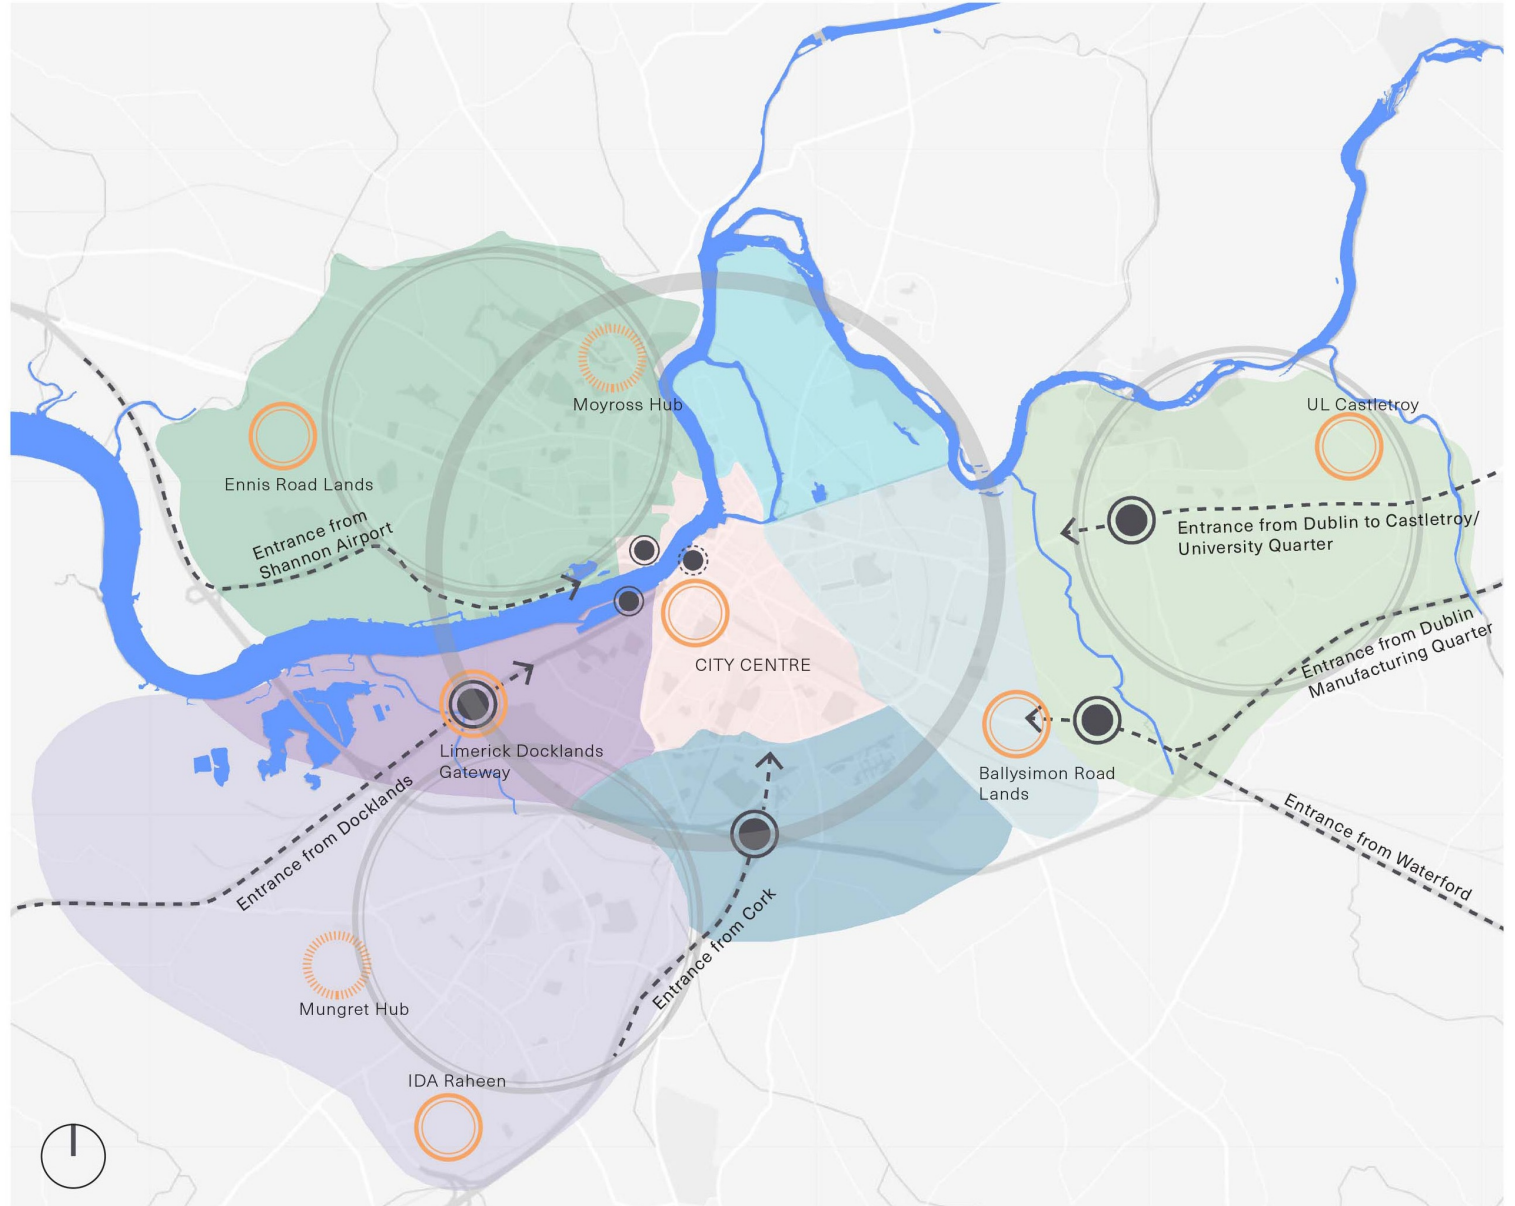 Moyross Hub
UL Castletroy
Ennis Road Lands
Entrance from
Shannon Airport
Entrance from Dublin to Castletroy/
University Quarter
Entrance from Dublin
Manufacturing Quarter
CITY CENTRE
Limerick Docklands
Gateway
Ballysimon Road
Lands
Entrance from Docklands
Entrance from Waterford
Entrance from Cork
Mungret Hub
IDA Raheen